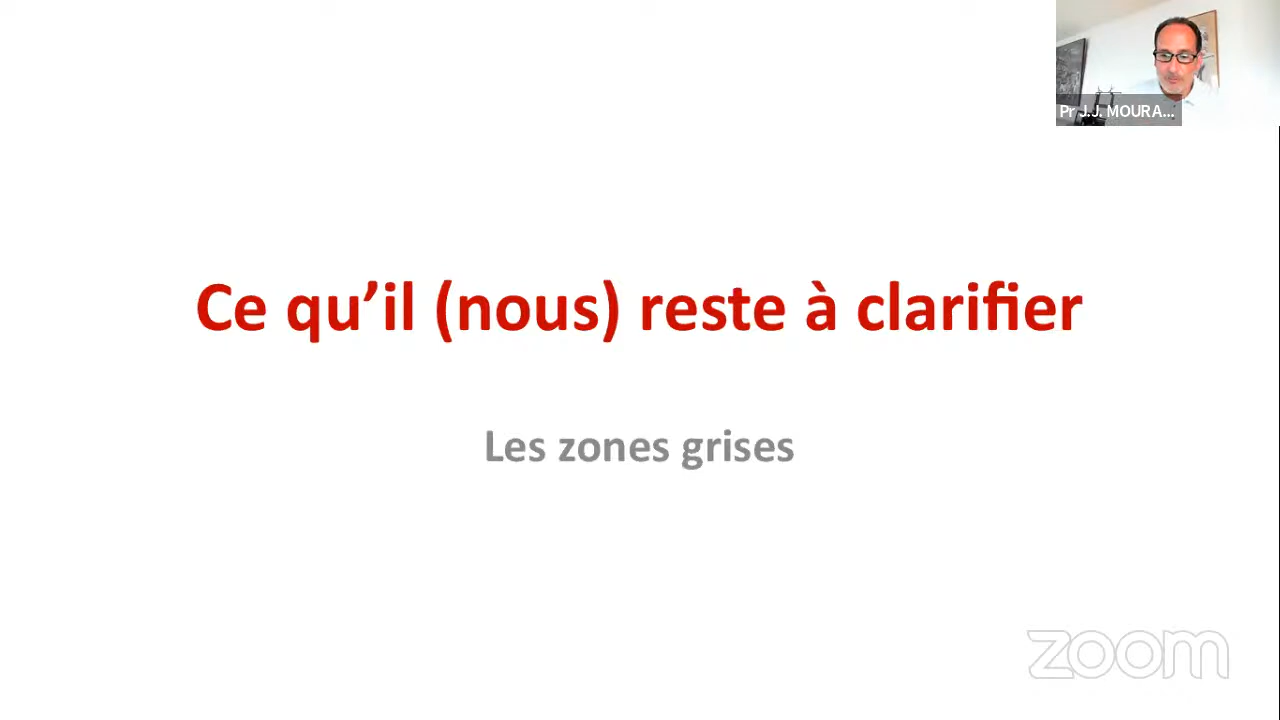 Pr J.J. MOURA...
Ce qu’il (nous) reste à clarifier
Les zones grises
zoom